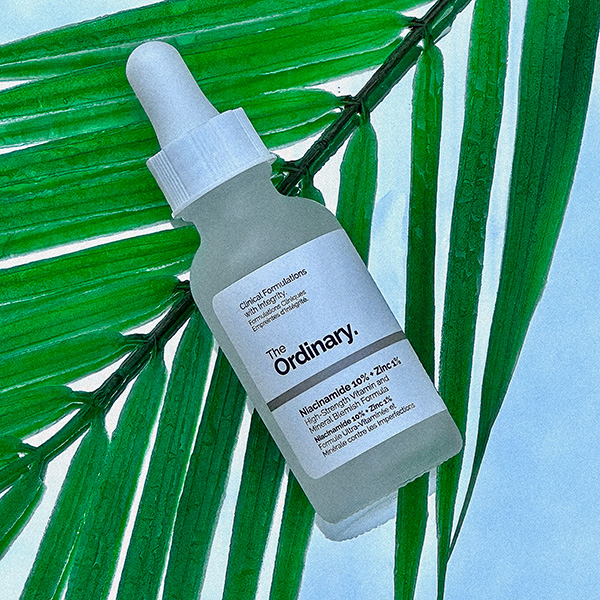 Clinical Formulations
with Integrity.
Formulations Cliniques
Empreintes d'Intégrité.
The
Ordinary.
Niacinamide 10% + Zinc 1%
High-Strength Vitamin and
Mineral Blemish Formula
Niacinamide 10% + Zinc 1%
Formule Ultra-Vitaminée et
Minérale contre les Imperfections